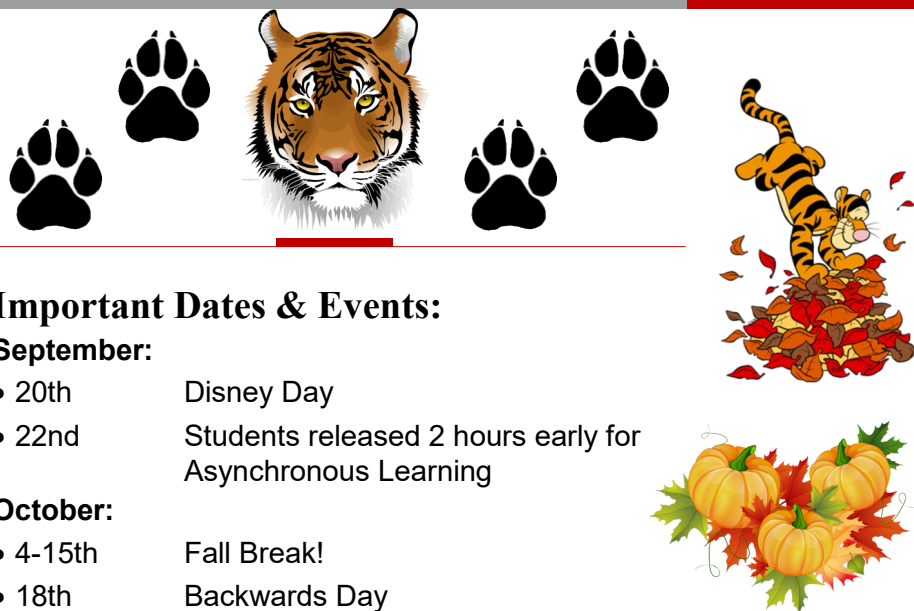 Important Dates & Events:
September:
• 20th Disney Day
• 22nd Students released 2 hours early for
Asynchronous Learning
October:
• 4-15th Fall Break!
• 18th Backwards Day